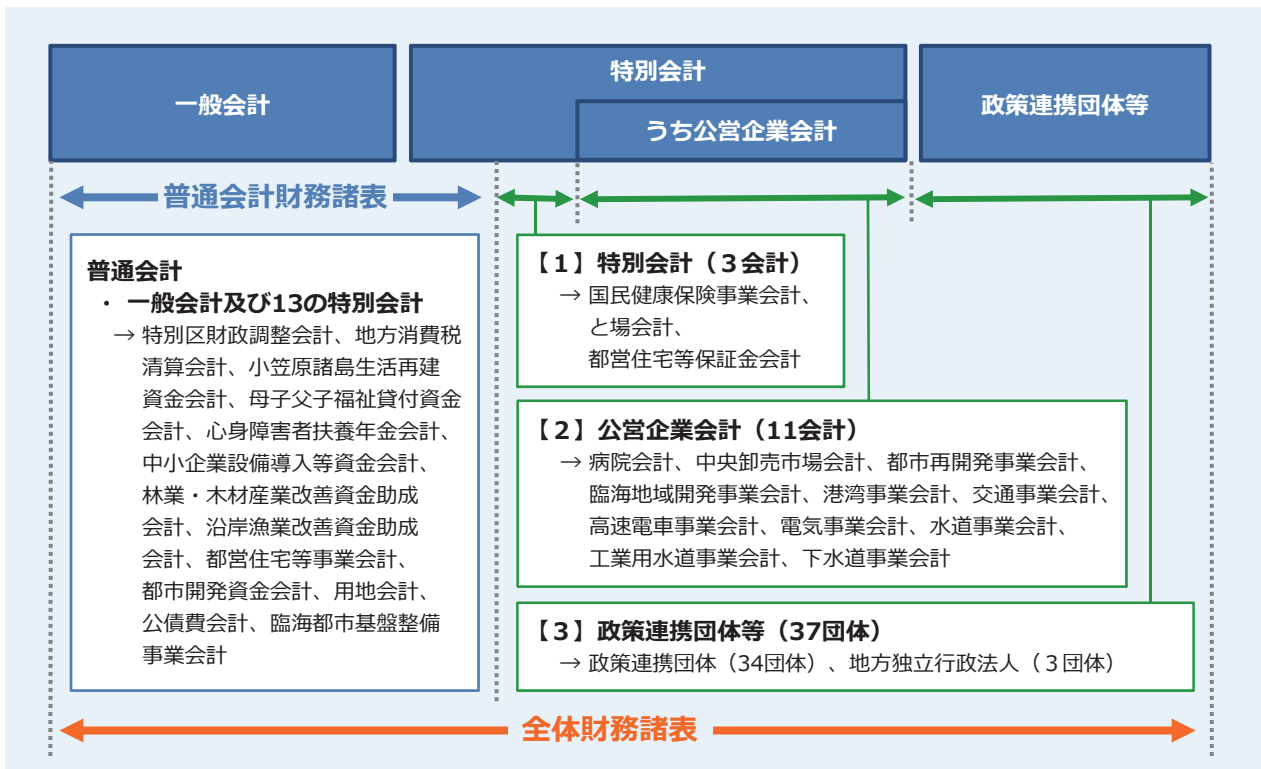 一般会計
特別会計
うち公営企業会計
政策連携団体等
普通会計財務諸表
普通会計
・ 一般会計及び13の特別会計
→ 特別区財政調整会計、地方消費税
清算会計、小笠原諸島生活再建
資金会計、母子父子福祉貸付資金
会計、心身障害者扶養年金会計、
中小企業設備導入等資金会計、
林業・木材産業改善資金助成
会計、沿岸漁業改善資金助成
会計、都営住宅等事業会計、
都市開発資金会計、用地会計、
公債費会計、臨海都市基盤整備
事業会計
【１】特別会計（３会計）
→ 国民健康保険事業会計、
と場会計、
都営住宅等保証金会計
【２】公営企業会計（11会計）
→ 病院会計、中央卸売市場会計、都市再開発事業会計、
臨海地域開発事業会計、港湾事業会計、交通事業会計、
高速電車事業会計、電気事業会計、水道事業会計、
工業用水道事業会計、下水道事業会計
【３】政策連携団体等（37団体）
→ 政策連携団体（34団体）、地方独立行政法人（３団体）
全体財務諸表